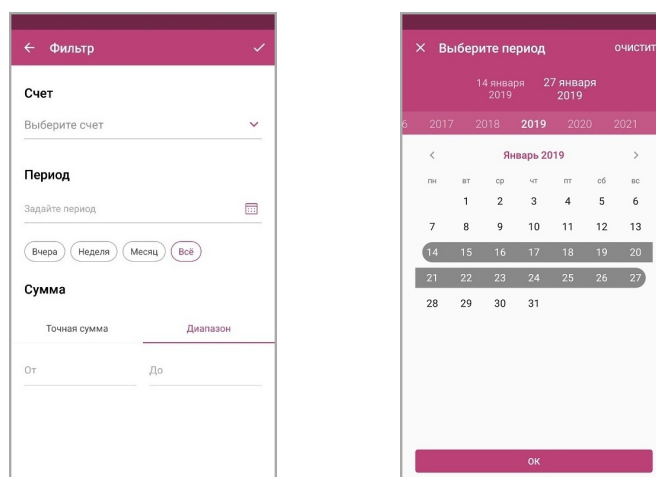 Фильтр
Счет
Выберите счет
Период
Задайте период
Вчера Неделя Месяц Всё
Сумма
Точная сумма Диапазон
От До
Выберите период
14 января 27 января
2019 2019
2017 2018 2019 2020 2021
Январь 2019
пн вт ср чт пт сб вс
1 2 3 4 5 6
7 8 9 10 11 12 13
14 15 16 17 18 19 20
21 22 23 24 25 26 27
28 29 30 31
ОК